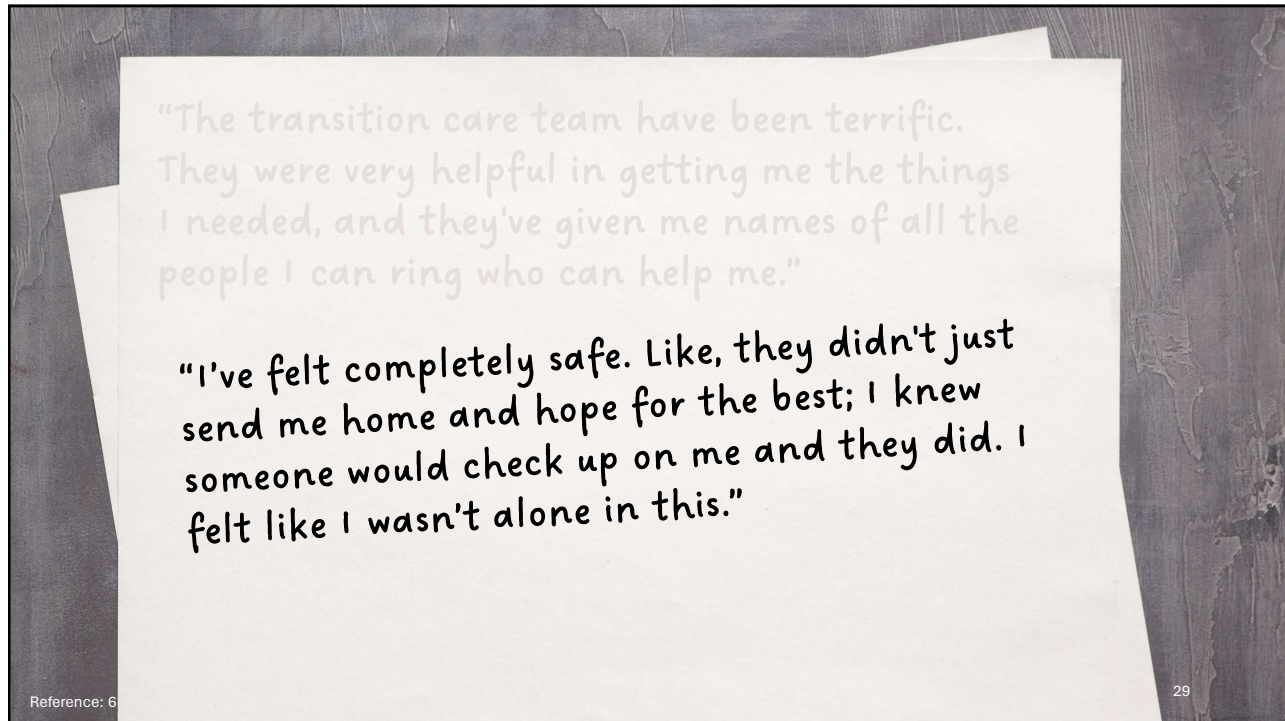 “The transition care team have been terrific.
They were very helpful in getting me the things
I needed, and they've given me names of all the
people I can ring who can help me.”
“I’ve felt completely safe. Like, they didn't just
send me home and hope for the best; I knew
someone would check up on me and they did. I
felt like I wasn't alone in this.”
Reference: 6
29